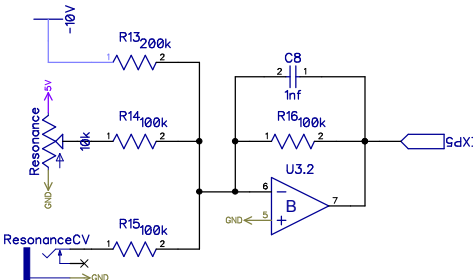 -10V
R13
200k
1
2
5V
Resonance
10k
GND
R14
100k
1
2
ResonanceCV
R15
100k
1
2
GND
C8
2
1
1nf
R16
100k
1
2
U3.2
6
B
5
7
GND